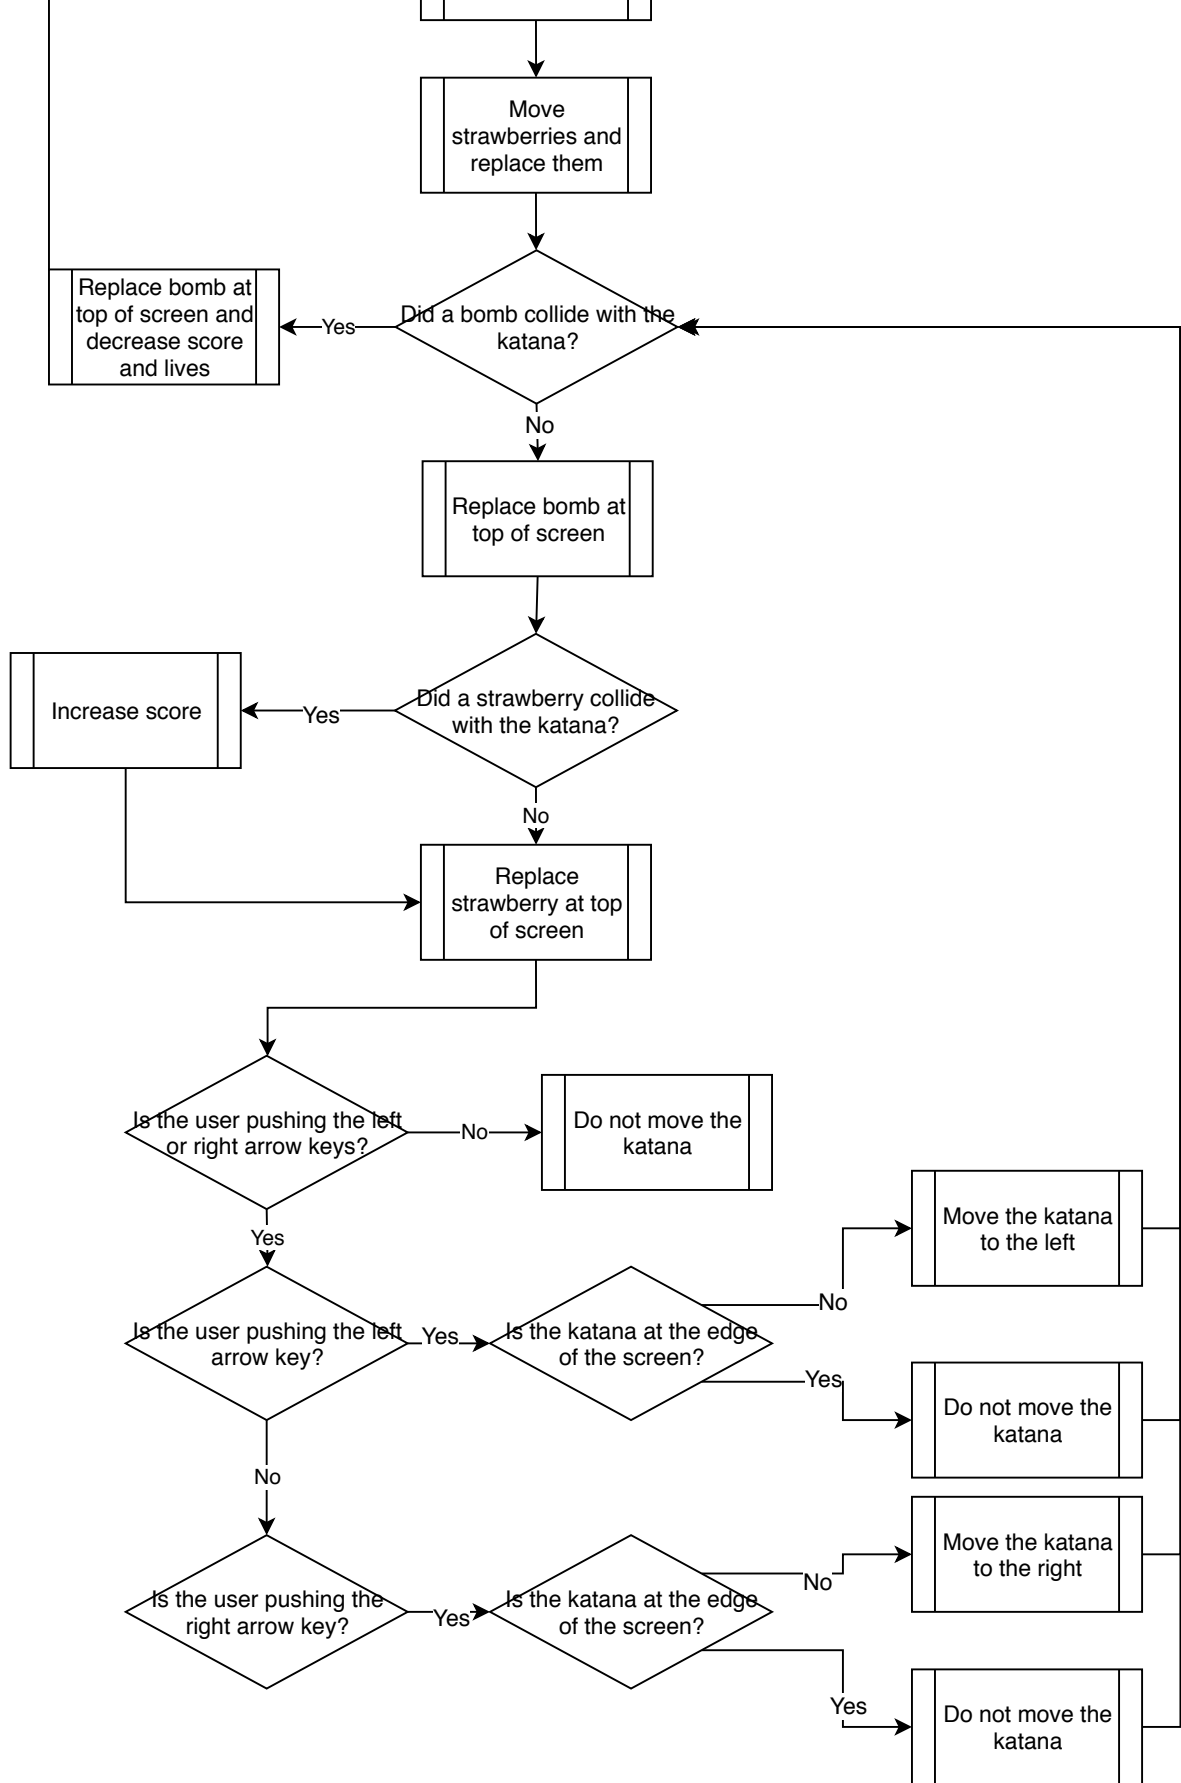 Move
strawberries and
replace them
Replace bomb at
top of screen and
decrease score
and lives
Yes
Did a bomb collide with the
katana?
No
Replace bomb at
top of screen
Increase score
Yes
Did a strawberry collide
with the katana?
No
Replace
strawberry at top
of screen
Is the user pushing the left
or right arrow keys?
No
Do not move the
katana
Yes
Move the katana
to the left
No
Is the user pushing the left
arrow key?
Yes
Is the katana at the edge
of the screen?
Yes
Do not move the
katana
No
Move the katana
to the right
No
Is the user pushing the
right arrow key?
Yes
Is the katana at the edge
of the screen?
Yes
Do not move the
katana